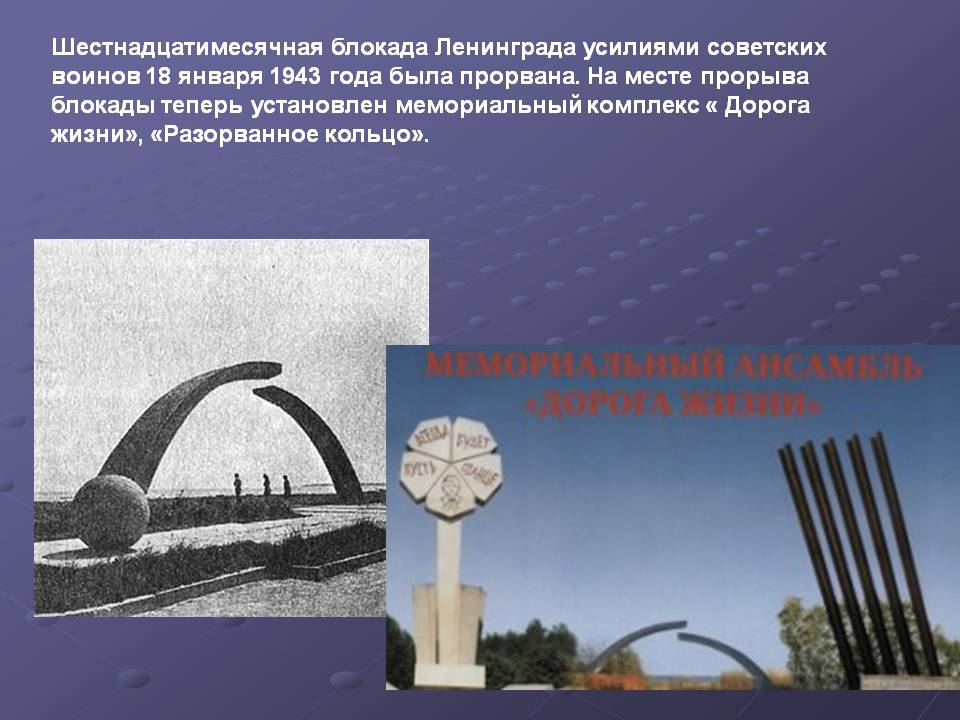 Шестнадцатимесячная блокада Ленинграда усилиями советских
воинов 18 января 1943 года была прорвана. На месте прорыва
блокады теперь установлен мемориальный комплекс « Дорога
жизни», «Разорванное кольцо».
МЕМОРИАЛЬНЫЙ АНСАМБЛЬ
«ДОРОГА ЖИЗНИ»
ПУСТЬ
ВСЕГДА
БУДЕТ
СОЛНЦЕ